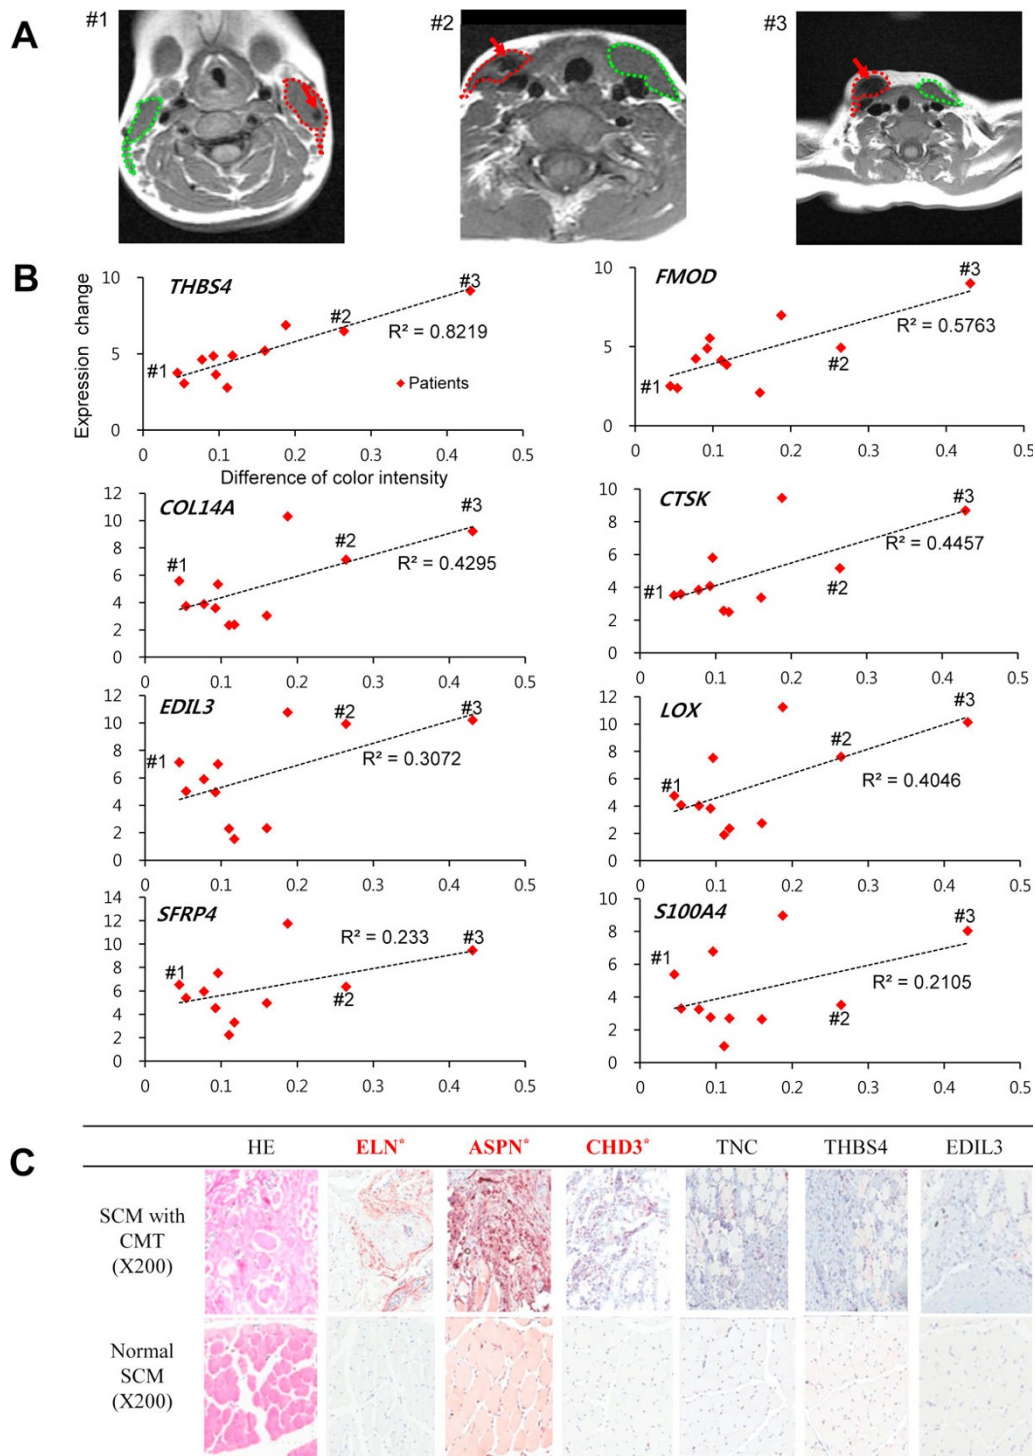 A
#1
#2
#3
B
THBS4
Expression change
10
5
0
0 0.1 0.2 0.3 0.4 0.5
Difference of color intensity
#1
#2
#3
R² = 0.8219
Patients
FMOD
10
5
0
0 0.1 0.2 0.3 0.4 0.5
#1
#2
#3
R² = 0.5763
COL14A
12
10
8
6
4
2
0
0 0.1 0.2 0.3 0.4 0.5
#1
#2
#3
R² = 0.4295
CTSK
10
8
6
4
2
0
0 0.1 0.2 0.3 0.4 0.5
#1
#2
#3
R² = 0.4457
EDIL3
12
10
8
6
4
2
0
0 0.1 0.2 0.3 0.4 0.5
#1
#2
#3
R² = 0.3072
LOX
12
10
8
6
4
2
0
0 0.1 0.2 0.3 0.4 0.5
#1
#2
#3
R² = 0.4046
SFRP4
14
12
10
8
6
4
2
0
0 0.1 0.2 0.3 0.4 0.5
#1
#2
#3
R² = 0.233
S100A4
10
8
6
4
2
0
0 0.1 0.2 0.3 0.4 0.5
#1
#2
#3
R² = 0.2105
C
HE ELN* ASPN* CHD3* TNC THBS4 EDIL3
SCM with
CMT
(X200)
Normal
SCM
(X200)